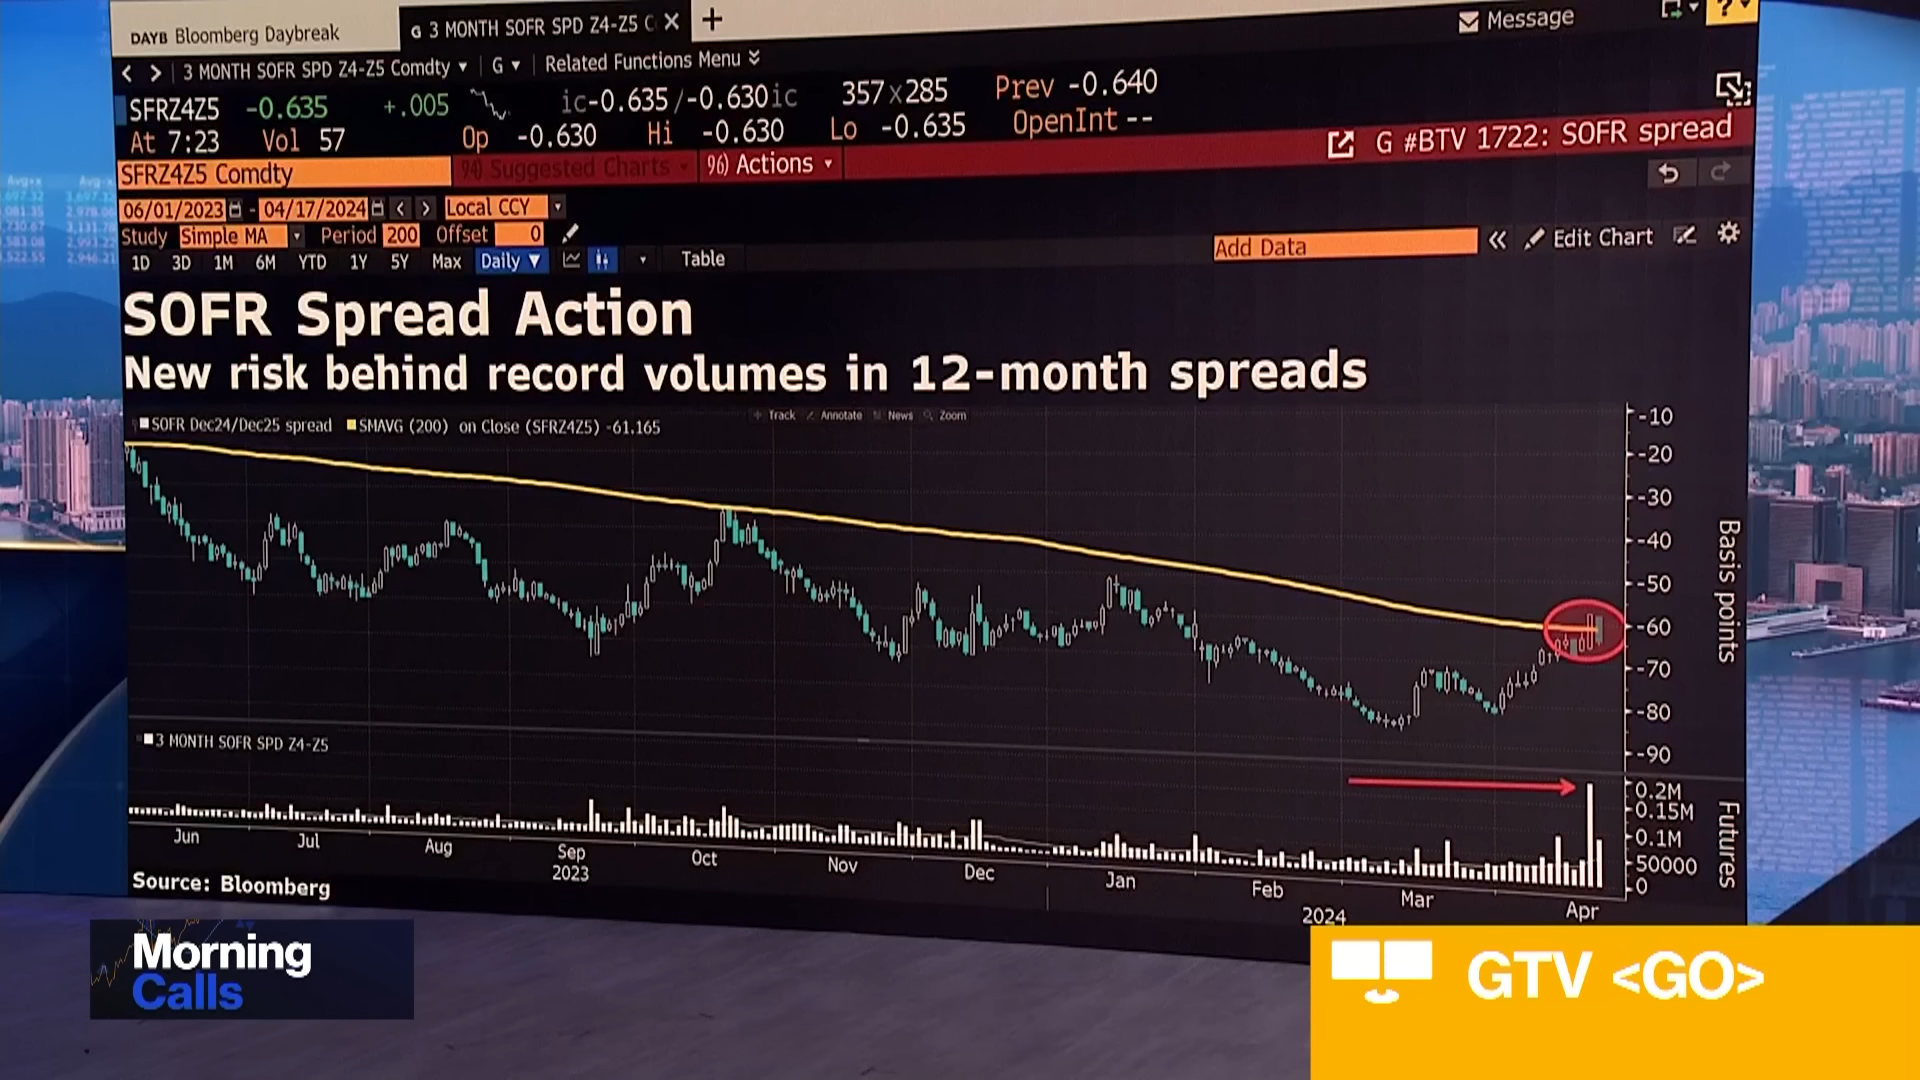 DAYB Bloomberg Daybreak
G 3 MONTH SOFR SPD Z4-Z5 C X +
Message
?
< > 3 MONTH SOFR SPD Z4-Z5 Comdty G Related Functions Menu
SFRZ4Z5 -0.635 +.005 ic-0.635/-0.630ic 357x285 Prev -0.640
At 7:23 Vol 57 Op -0.630 Hi -0.630 Lo -0.635 OpenInt --
SFRZ4Z5 Comdty 94) Suggested Charts 96) Actions G #BTV 1722: SOFR spread
06/01/2023 - 04/17/2024 < > Local CCY
Study Simple MA Period 200 Offset 0
Add Data « Edit Chart
1D 3D 1M 6M YTD 1Y 5Y Max Daily ▼ Table
SOFR Spread Action
New risk behind record volumes in 12-month spreads
SOFR Dec24/Dec25 spread SMAVG (200) on Close (SFRZ4Z5) -61.165
Track Annotate News Zoom
-10
-20
-30
-40
-50
-60
-70
-80
-90
Basis points
3 MONTH SOFR SPD Z4-Z5
0.2M
0.15M
0.1M
50000
0
Futures
Jun Jul Aug Sep Oct Nov Dec Jan Feb Mar Apr
2023 2024
Source: Bloomberg
Morning
Calls
GTV <GO>